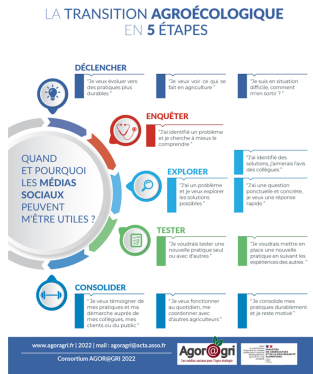 LA TRANSITION AGROÉCOLOGIQUE
EN 5 ÉTAPES
DÉCLENCHER
"Je veux évoluer vers
des pratiques plus
durables "
"Je veux voir ce qui se
fait en agriculture "
"Je suis en situation
difficile, comment
m'en sortir ? "
ENQUÊTER
"J'ai identifié un problème
et je cherche à mieux le
comprendre "
QUAND
ET POURQUOI
LES MÉDIAS
SOCIAUX
PEUVENT
M'ÊTRE UTILES ?
EXPLORER
"J'ai identifié des
solutions, j'aimerais l'avis
des collègues."
"J'ai un problème
et je veux explorer
les solutions
possibles "
"J'ai une question
ponctuelle et concrète,
je veux une réponse
rapide "
TESTER
"Je voudrais tester une
nouvelle pratique seul
ou avec d'autres "
"Je voudrais mettre en
place une nouvelle
pratique en suivant les
expériences des autres. "
CONSOLIDER
"Je veux témoigner de
mes pratiques et ma
démarche auprès de
mes collègues, mes
clients ou du public "
"Je veux fonctionner
au quotidien, me
coordonner avec
d'autres agriculteurs "
"Je consolide mes
pratiques durablement
et je reste motivé "
www.agoragri.fr | 2022 | mail : agoragri@acta.asso.fr
Consortium AGOR@GRI 2022
Agor@gri
Les médias sociaux pour l'agro-écologie